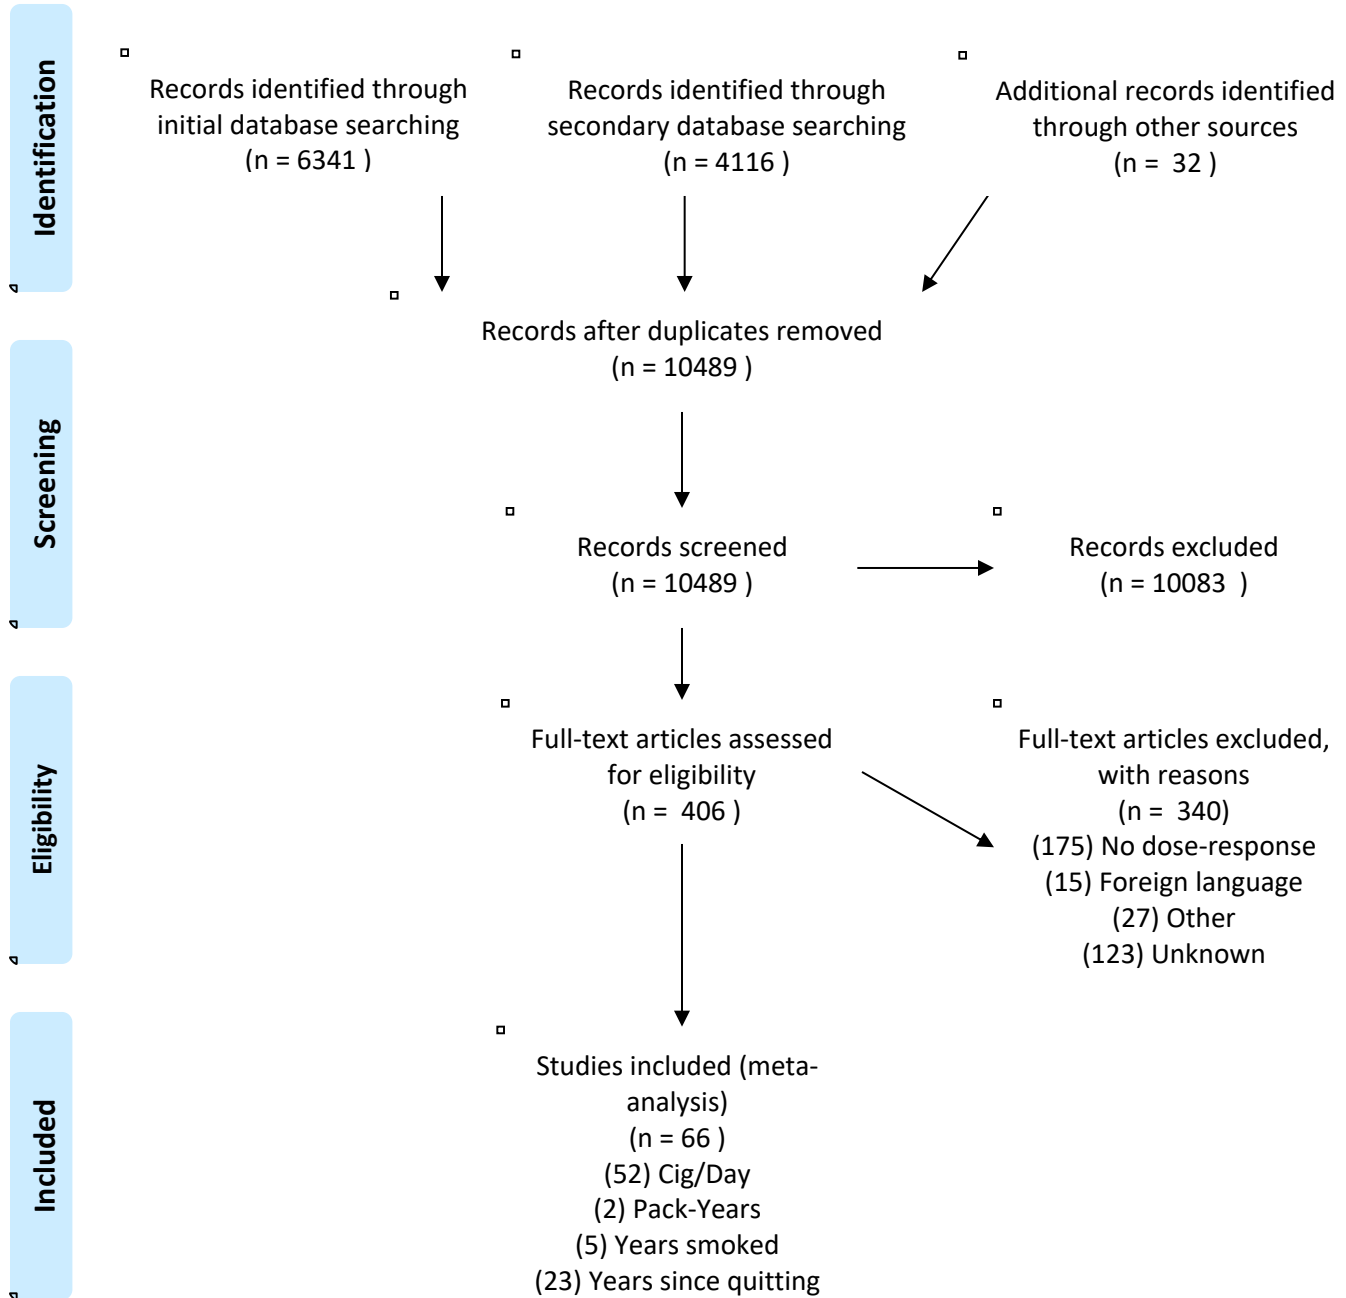 Identification
Records identified through
initial database searching
(n = 6341 )
Records identified through
secondary database searching
(n = 4116 )
Additional records identified
through other sources
(n =  32 )
Records after duplicates removed
(n = 10489 )
Screening
Records screened
(n = 10489 )
Records excluded
(n = 10083  )
Eligibility
Full-text articles assessed
for eligibility
(n =  406 )
Full-text articles excluded,
with reasons
(n =  340)
(175) No dose-response
(15) Foreign language
(27) Other
(123) Unknown
Included
Studies included (meta-
analysis)
(n = 66 )
(52) Cig/Day
(2) Pack-Years
(5) Years smoked
(23) Years since quitting